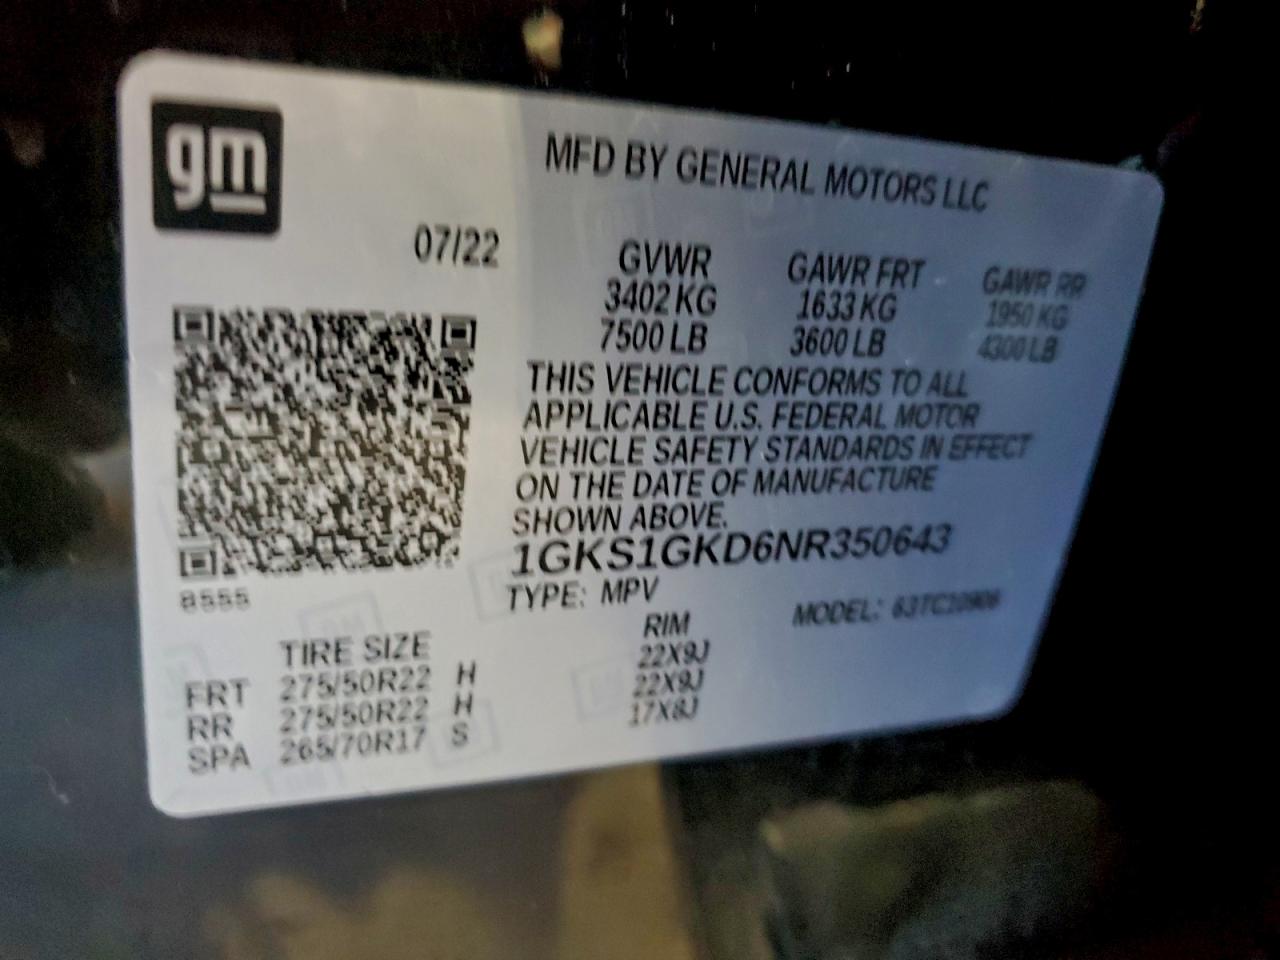 gm
MFD BY GENERAL MOTORS LLC
07/22
GVWR GAWR FRT GAWR RR
3402 KG 1633 KG 1950 KG
7500 LB 3600 LB 4300 LB
THIS VEHICLE CONFORMS TO ALL
APPLICABLE U.S. FEDERAL MOTOR
VEHICLE SAFETY STANDARDS IN EFFECT
ON THE DATE OF MANUFACTURE
SHOWN ABOVE.
1GKS1GKD6NR350643
8555
TYPE: MPV MODEL:
TIRE SIZE RIM
FRT 275/50R22 H 22X9J
RR 275/50R22 H 22X9J
SPA 265/70R17 S 17X8J